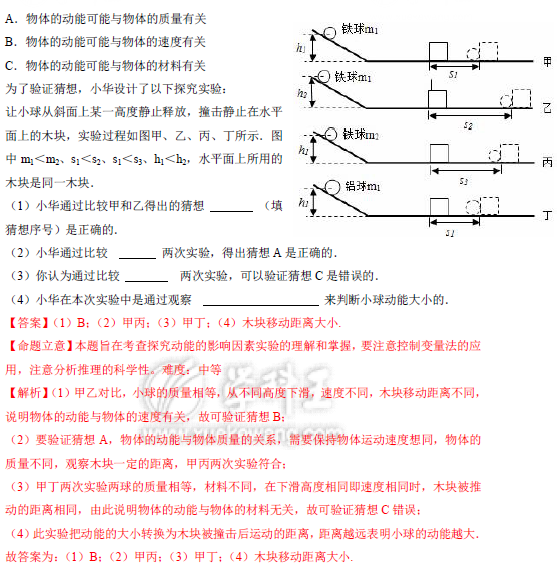 A．物体的动能可能与物体的质量有关
B．物体的动能可能与物体的速度有关
C．物体的动能可能与物体的材料有关
为了验证猜想，小华设计了以下探究实验：
让小球从斜面上某一高度静止释放，撞击静止在水平
面上的木块，实验过程如图甲、乙、丙、丁所示．图
中 m₁＜m₂、s₁＜s₂、s₁＜s₃、h₁＜h₂，水平面上所用的
木块是同一木块．
铁球m₁
h₁
s₁
甲
铁球m₁
h₂
s₂
乙
铁球m₂
h₁
s₃
丙
铝球m₁
h₁
s₁
丁
（1）小华通过比较甲和乙得出的猜想 ______ （填
猜想序号）是正确的．
（2）小华通过比较 ______ 两次实验，得出猜想 A 是正确的．
（3）你认为通过比较 ______ 两次实验，可以验证猜想 C 是错误的．
（4）小华在本次实验中是通过观察 ______ 来判断小球动能大小的．
【答案】（1）B；（2）甲丙；（3）甲丁；（4）木块移动距离大小.
【命题立意】本题旨在考查探究动能的影响因素实验的理解和掌握，要注意控制变量法的应
用，注意分析推理的科学性。难度：中等
【解析】（1）甲乙对比，小球的质量相等，从不同高度下滑，速度不同，木块移动距离不同，
说明物体的动能与物体的速度有关，故可验证猜想 B；
（2）要验证猜想 A，物体的动能与物体质量的关系，需要保持物体运动速度想同，物体的
质量不同，观察木块一定的距离，甲丙两次实验符合；
（3）甲丁两次实验两球的质量相等，材料不同，在下滑高度相同即速度相同时，木块被推
动的距离相同，由此说明物体的动能与物体的材料无关，故可验证猜想 C 错误；
（4）此实验把动能的大小转换为木块被撞击后运动的距离，距离越远表明小球的动能越大．
故答案为：（1）B；（2）甲丙；（3）甲丁；（4）木块移动距离大小.